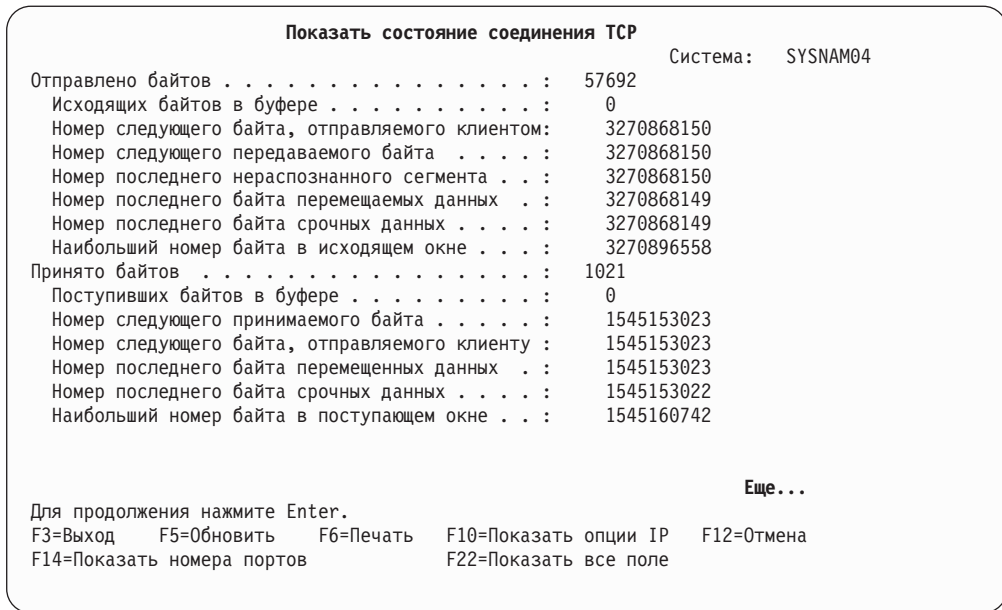 Показать состояние соединения TCP
Система: SYSNAM04
Отправлено байтов . . . . . . . . . . . . . . . : 57692
Исходящих байтов в буфере . . . . . . . . . . : 0
Номер следующего байта, отправляемого клиентом: 3270868150
Номер следующего передаваемого байта . . . . : 3270868150
Номер последнего нераспознанного сегмента . . : 3270868150
Номер последнего байта перемещаемых данных . : 3270868149
Номер последнего байта срочных данных . . . . : 3270868149
Наибольший номер байта в исходящем окне . . . : 3270896558
Принято байтов . . . . . . . . . . . . . . . . : 1021
Поступивших байтов в буфере . . . . . . . . . : 0
Номер следующего принимаемого байта . . . . . : 1545153023
Номер следующего байта, отправляемого клиенту : 1545153023
Номер последнего байта перемещенных данных . : 1545153023
Номер последнего байта срочных данных . . . . : 1545153022
Наибольший номер байта в поступающем окне . . : 1545160742
Еще...
Для продолжения нажмите Enter.
F3=Выход F5=Обновить F6=Печать F10=Показать опции IP F12=Отмена
F14=Показать номера портов F22=Показать все поле